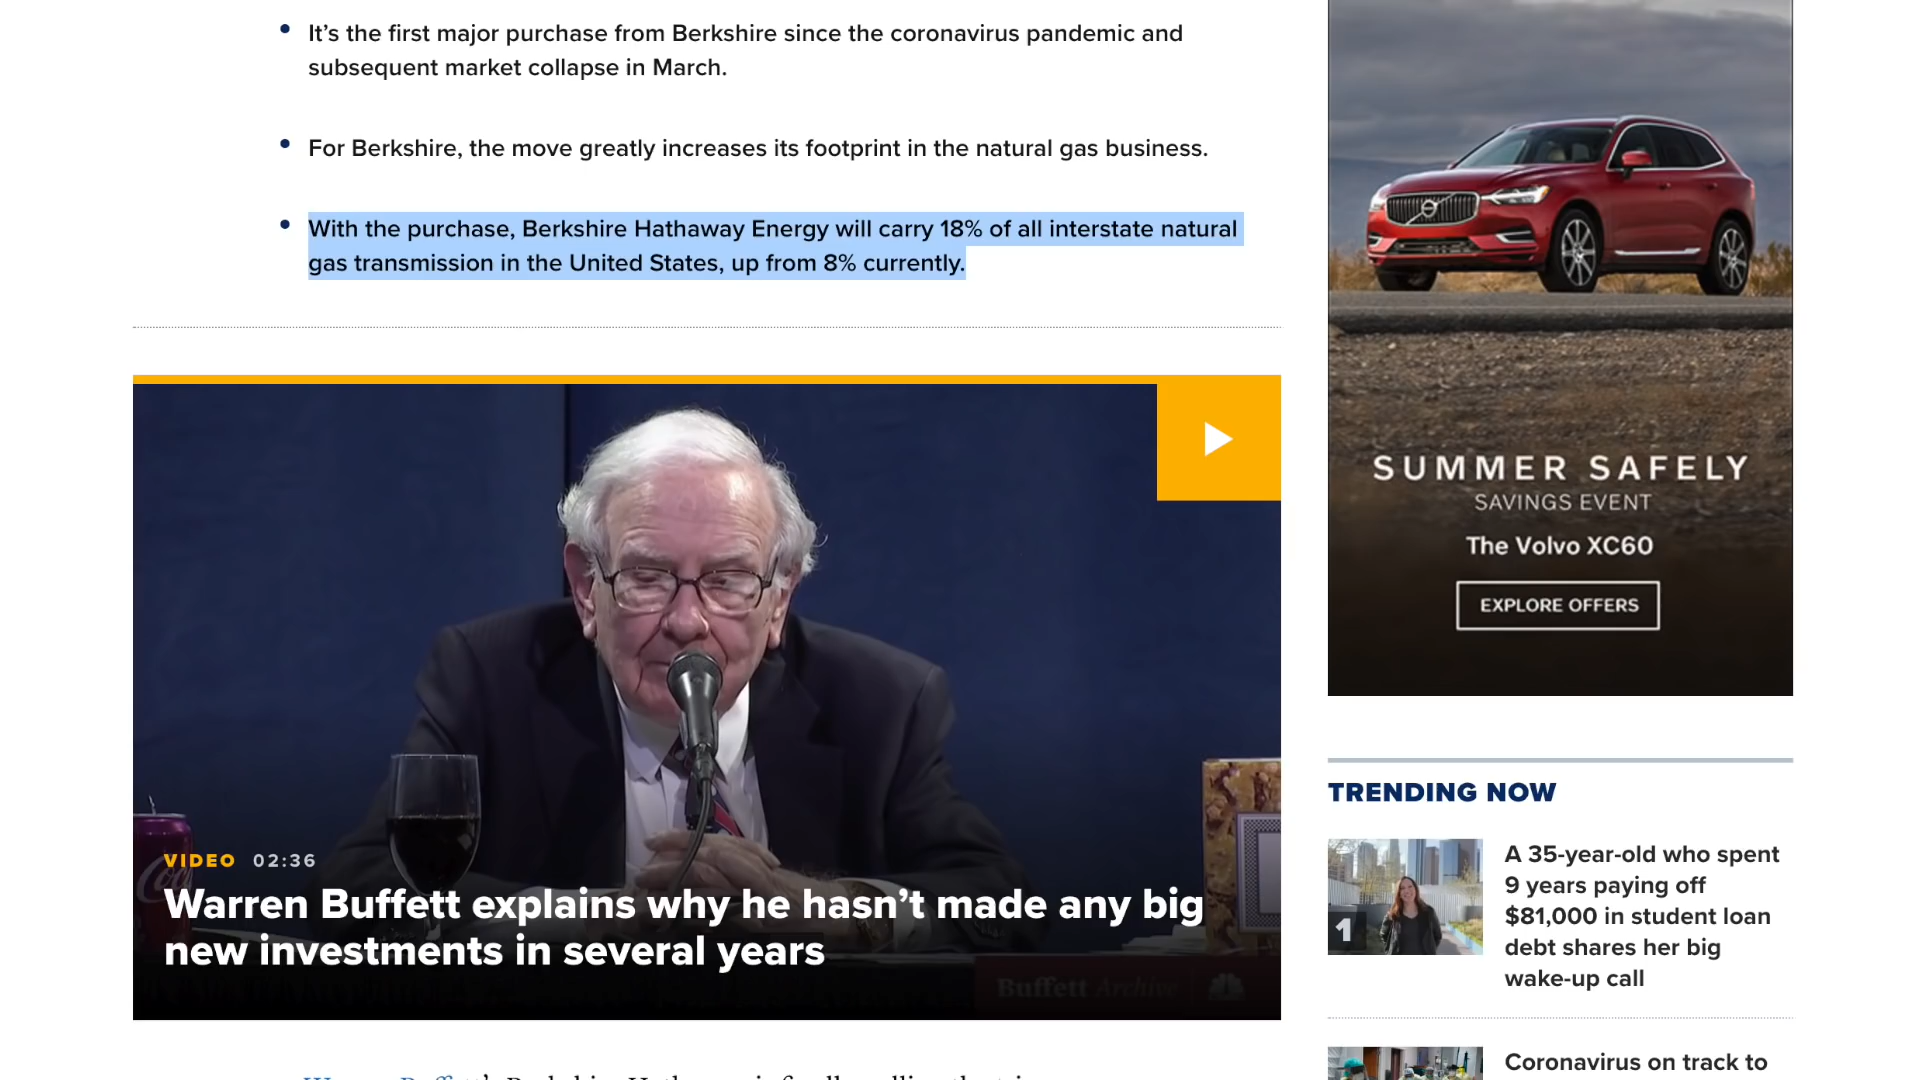 It’s the first major purchase from Berkshire since the coronavirus pandemic and
subsequent market collapse in March.
For Berkshire, the move greatly increases its footprint in the natural gas business.
With the purchase, Berkshire Hathaway Energy will carry 18% of all interstate natural
gas transmission in the United States, up from 8% currently.
VIDEO 02:36
Warren Buffett explains why he hasn’t made any big
new investments in several years
Buffett Archive
SUMMER SAFELY
SAVINGS EVENT
The Volvo XC60
EXPLORE OFFERS
TRENDING NOW
1
A 35-year-old who spent
9 years paying off
$81,000 in student loan
debt shares her big
wake-up call
Coronavirus on track to